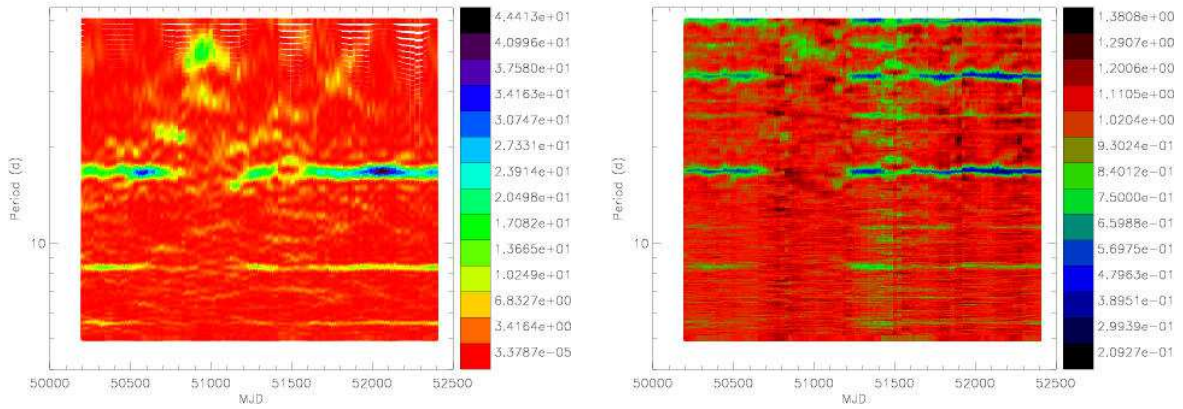 4.4413e+01
4.0996e+01
3.7580e+01
3.4163e+01
3.0747e+01
2.7331e+01
2.3914e+01
2.0498e+01
1.7082e+01
1.3665e+01
1.0249e+01
6.8327e+00
3.4164e+00
3.3787e-05
Period (d)
10
50000 50500 51000 51500 52000 52500
MJD
1.3808e+00
1.2907e+00
1.2006e+00
1.1105e+00
1.0204e+00
9.3024e-01
8.4012e-01
7.5000e-01
6.5988e-01
5.6975e-01
4.7963e-01
3.8951e-01
2.9939e-01
2.0927e-01
Period (d)
10
50000 50500 51000 51500 52000 52500
MJD